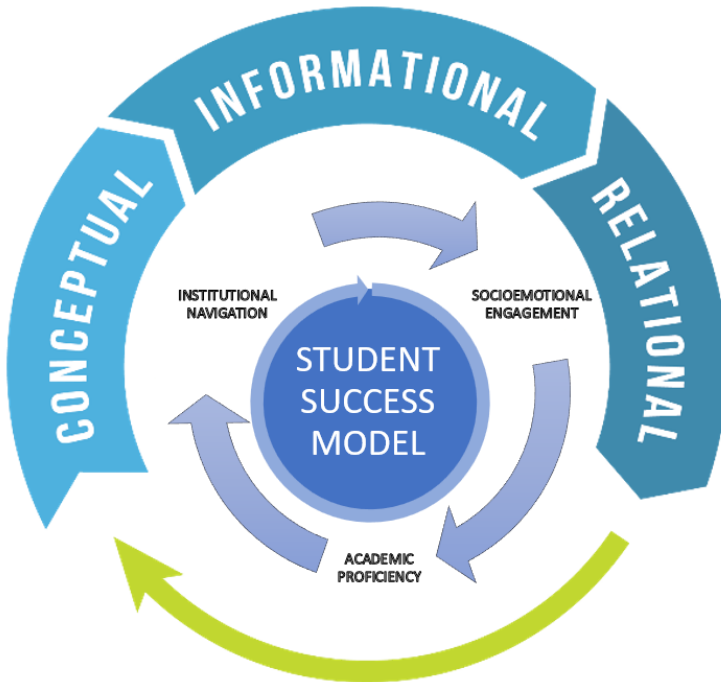 CONCEPTUAL
INFORMATIONAL
RELATIONAL
INSTITUTIONAL
NAVIGATION
SOCIOEMOTIONAL
ENGAGEMENT
STUDENT
SUCCESS
MODEL
ACADEMIC
PROFICIENCY